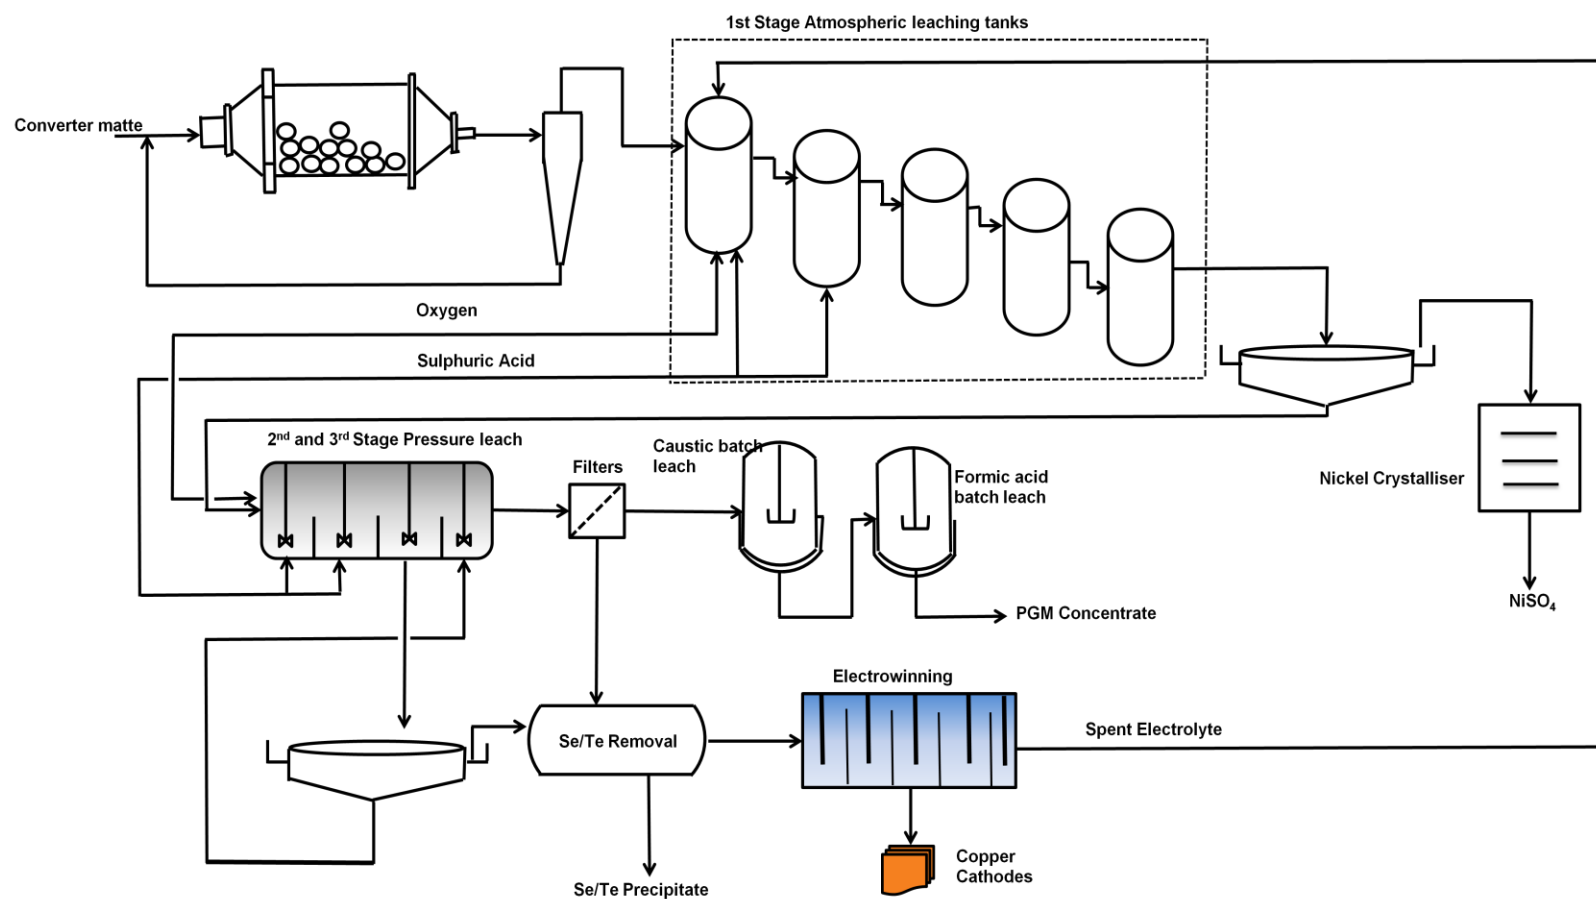 1st Stage Atmospheric leaching tanks
Converter matte
Oxygen
Sulphuric Acid
2nd and 3rd Stage Pressure leach
Filters
Caustic batch
leach
Formic acid
batch leach
Nickel Crystalliser
NiSO4
PGM Concentrate
Electrowinning
Se/Te Removal
Spent Electrolyte
Copper
Cathodes
Se/Te Precipitate